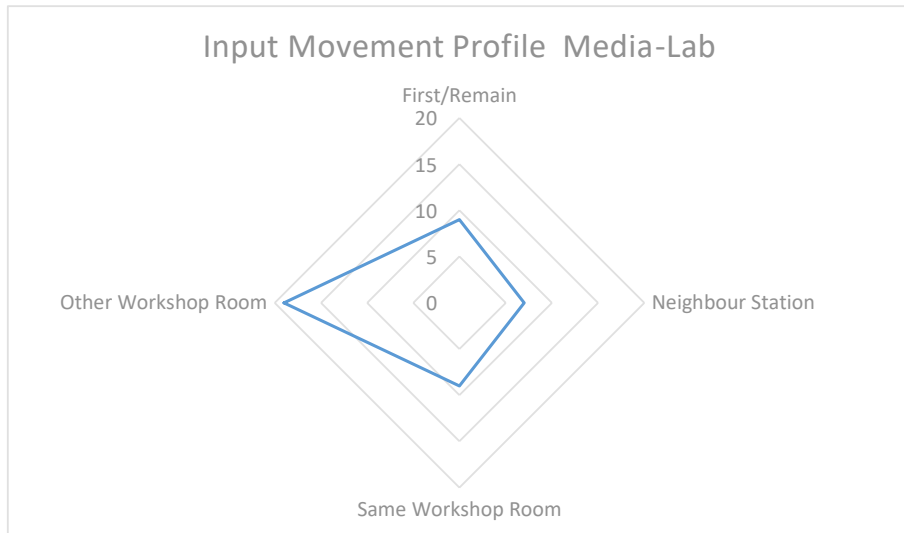 Input Movement Profile  Media-Lab
First/Remain
20
15
10
5
0
Other Workshop Room
Neighbour Station
Same Workshop Room